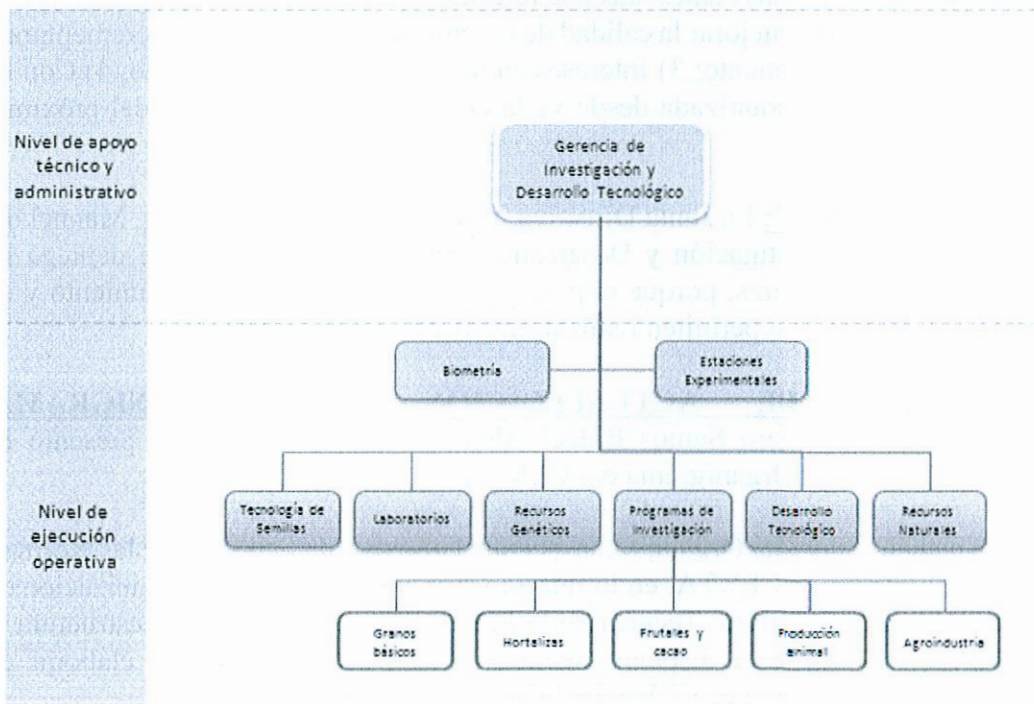 Nivel de apoyo
técnico y
administrativo
Gerencia de
Investigación y
Desarrollo Tecnológico
Biometría
Estaciones
Experimentales
Nivel de
ejecución
operativa
Tecnología de
Semillas
Laboratorios
Recursos
Genéticos
Programas de
Investigación
Desarrollo
Tecnológico
Recursos
Naturales
Granos
básicos
Hortalizas
Frutales y
cacao
Producción
animal
Agroindustria